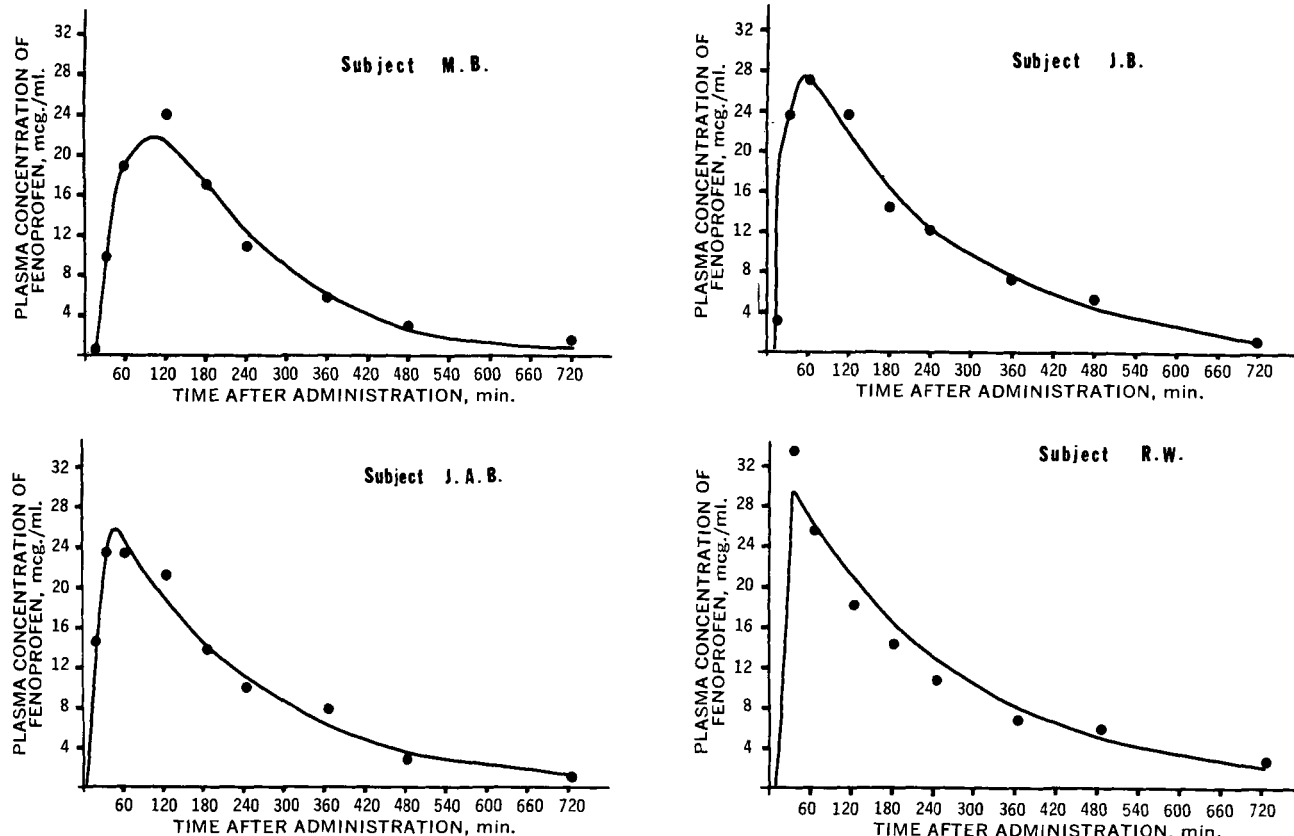 PLASMA CONCENTRATION OF
FENOPROFEN, mcg./ml.
32
28
24
20
16
12
8
4
Subject M.B.
60 120 180 240 300 360 420 480 540 600 660 720
TIME AFTER ADMINISTRATION, min.
PLASMA CONCENTRATION OF
FENOPROFEN, mcg./ml.
32
28
24
20
16
12
8
4
Subject J.B.
60 120 180 240 300 360 420 480 540 600 660 720
TIME AFTER ADMINISTRATION, min.
PLASMA CONCENTRATION OF
FENOPROFEN, mcg./ml.
32
28
24
20
16
12
8
4
Subject J.A.B.
60 120 180 240 300 360 420 480 540 600 660 720
TIME AFTER ADMINISTRATION, min.
PLASMA CONCENTRATION OF
FENOPROFEN, mcg./ml.
32
28
24
20
16
12
8
4
Subject R.W.
60 120 180 240 300 360 420 480 540 600 660 720
TIME AFTER ADMINISTRATION, min.